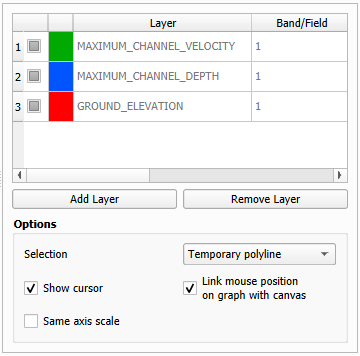 Layer Band/Field
1 MAXIMUM_CHANNEL_VELOCITY 1
2 MAXIMUM_CHANNEL_DEPTH 1
3 GROUND_ELEVATION 1
Add Layer Remove Layer
Options
Selection Temporary polyline
Show cursor Link mouse position
on graph with canvas
Same axis scale